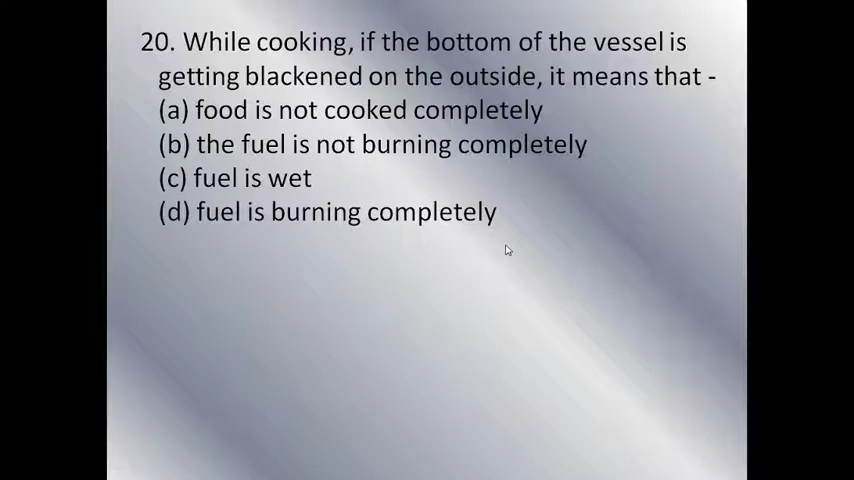 20. While cooking, if the bottom of the vessel is
getting blackened on the outside, it means that -
(a) food is not cooked completely
(b) the fuel is not burning completely
(c) fuel is wet
(d) fuel is burning completely